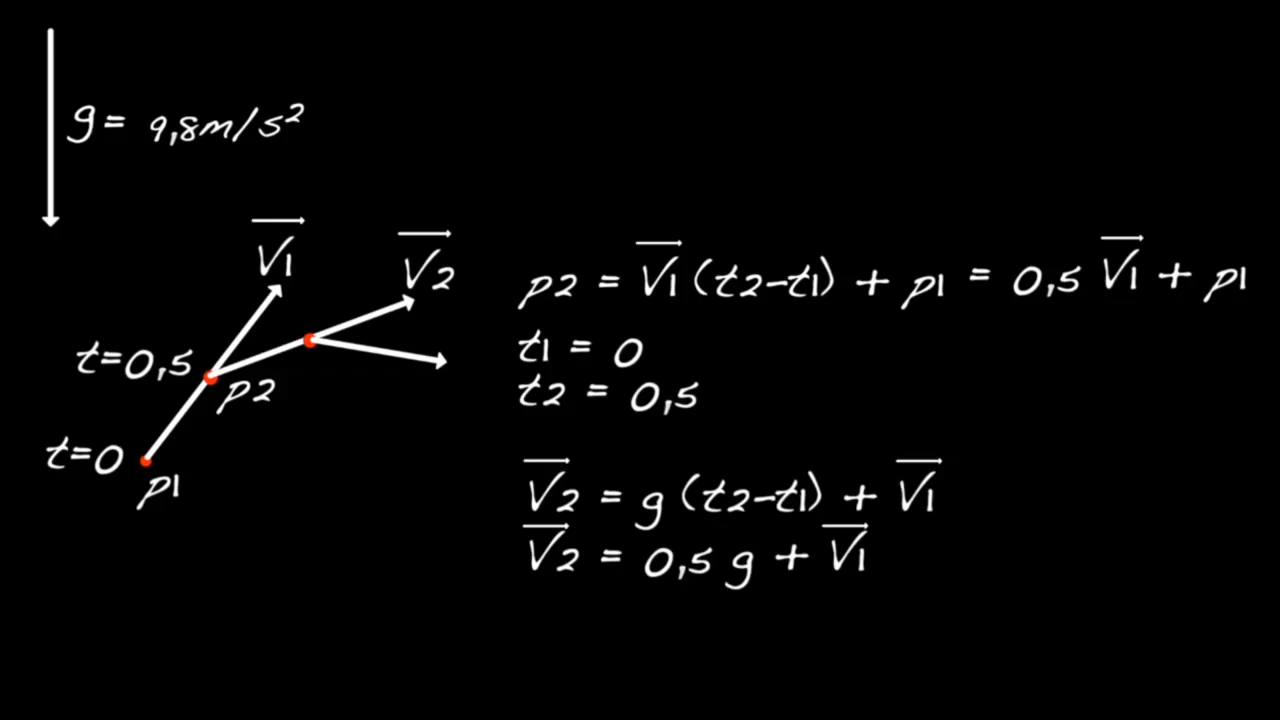 g = 9,8m/s²
V1
V2
p2 = V1 (t2-t1) + p1 = 0,5 V1 + p1
t=0,5
p2
t1 = 0
t2 = 0,5
t=0
p1
V2 = g (t2-t1) + V1
V2 = 0,5 g + V1